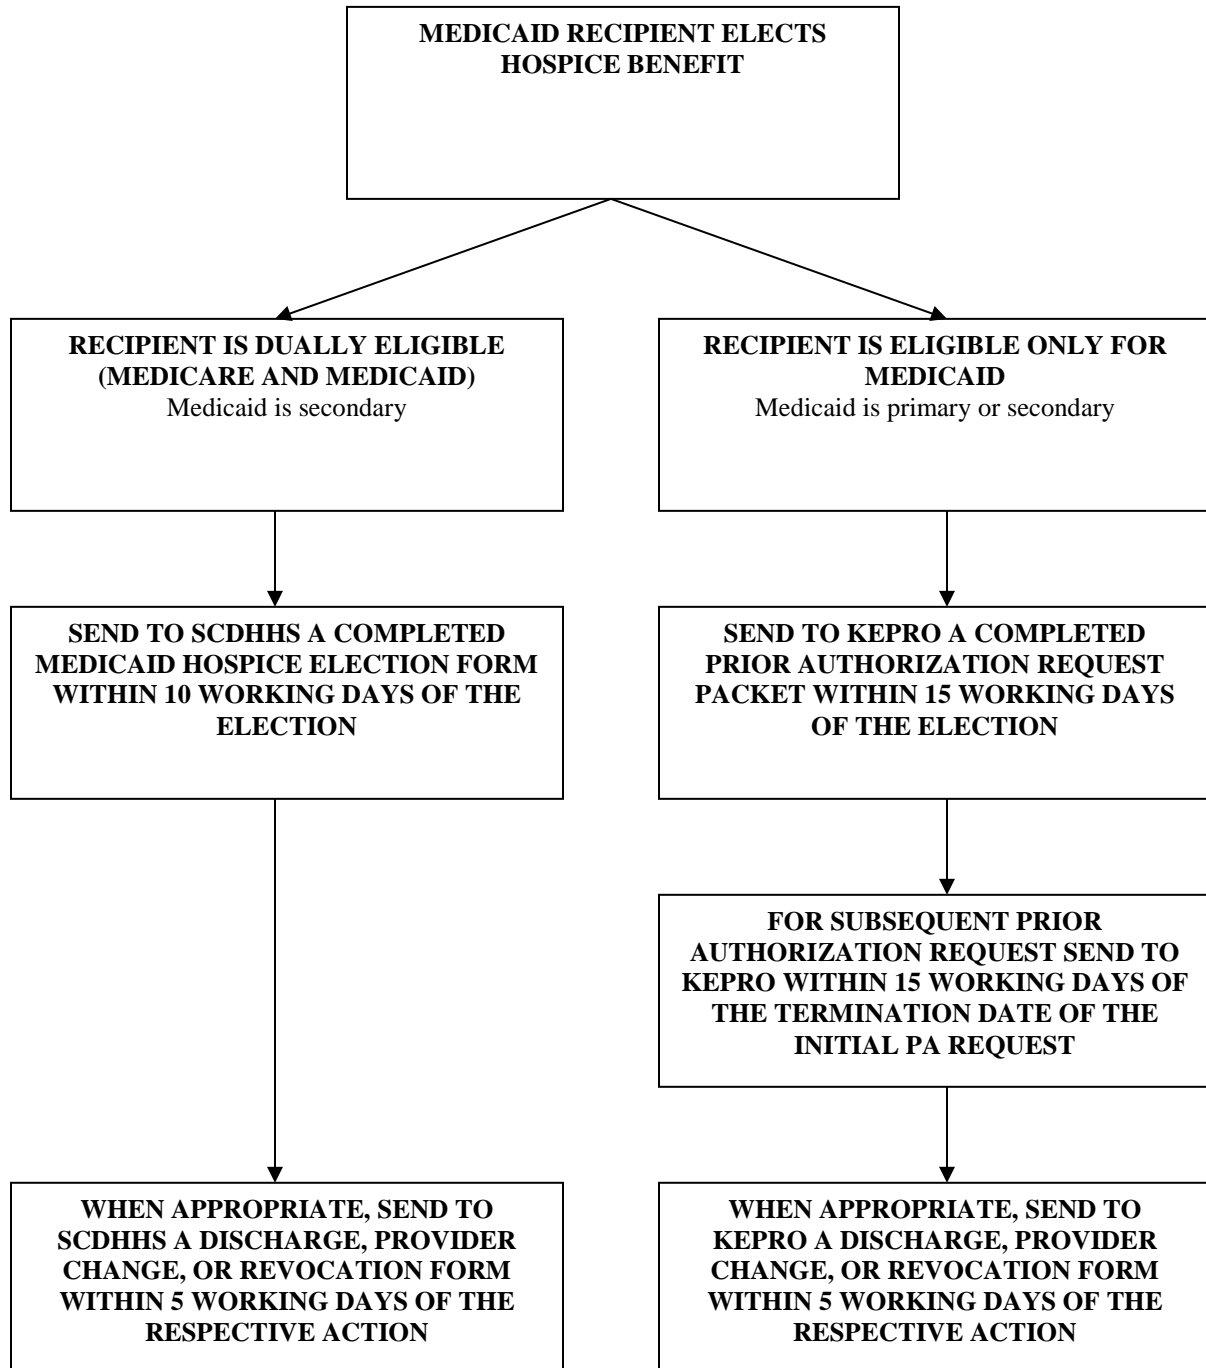 MEDICAID RECIPIENT ELECTS
HOSPICE BENEFIT
RECIPIENT IS DUALLY ELIGIBLE
(MEDICARE AND MEDICAID)
Medicaid is secondary
RECIPIENT IS ELIGIBLE ONLY FOR
MEDICAID
Medicaid is primary or secondary
SEND TO SCDHHS A COMPLETED
MEDICAID HOSPICE ELECTION FORM
WITHIN 10 WORKING DAYS OF THE
ELECTION
SEND TO KEPRO A COMPLETED
PRIOR AUTHORIZATION REQUEST
PACKET WITHIN 15 WORKING DAYS
OF THE ELECTION
FOR SUBSEQUENT PRIOR
AUTHORIZATION REQUEST SEND TO
KEPRO WITHIN 15 WORKING DAYS OF
THE TERMINATION DATE OF THE
INITIAL PA REQUEST
WHEN APPROPRIATE, SEND TO
SCDHHS A DISCHARGE, PROVIDER
CHANGE, OR REVOCATION FORM
WITHIN 5 WORKING DAYS OF THE
RESPECTIVE ACTION
WHEN APPROPRIATE, SEND TO
KEPRO A DISCHARGE, PROVIDER
CHANGE, OR REVOCATION FORM
WITHIN 5 WORKING DAYS OF THE
RESPECTIVE ACTION